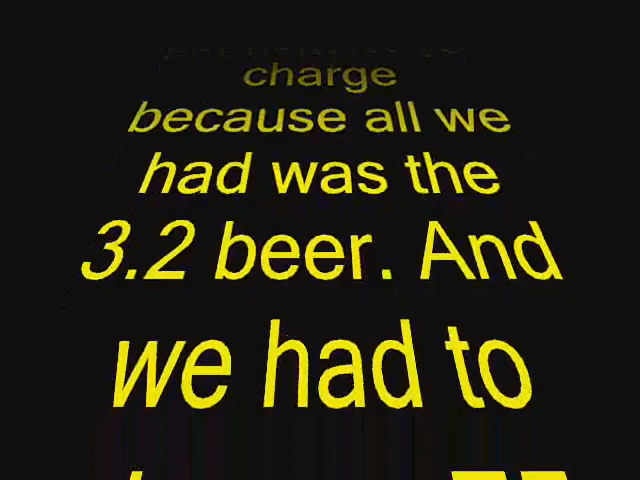 charge
because all we
had was the
3.2 beer. And
we had to